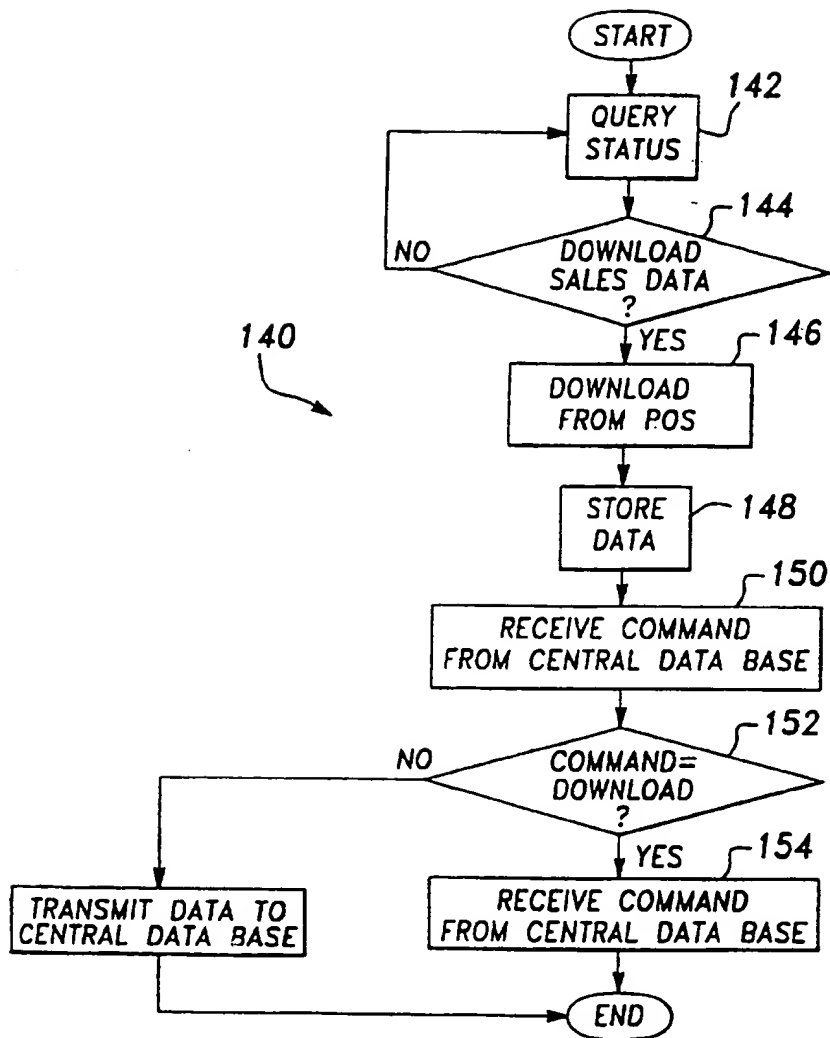 START
142
QUERY
STATUS
144
NO
DOWNLOAD
SALES DATA
?
140
YES
146
DOWNLOAD
FROM POS
STORE
DATA
148
150
RECEIVE COMMAND
FROM CENTRAL DATA BASE
152
NO
COMMAND=
DOWNLOAD
?
YES
154
TRANSMIT DATA TO
CENTRAL DATA BASE
RECEIVE COMMAND
FROM CENTRAL DATA BASE
END